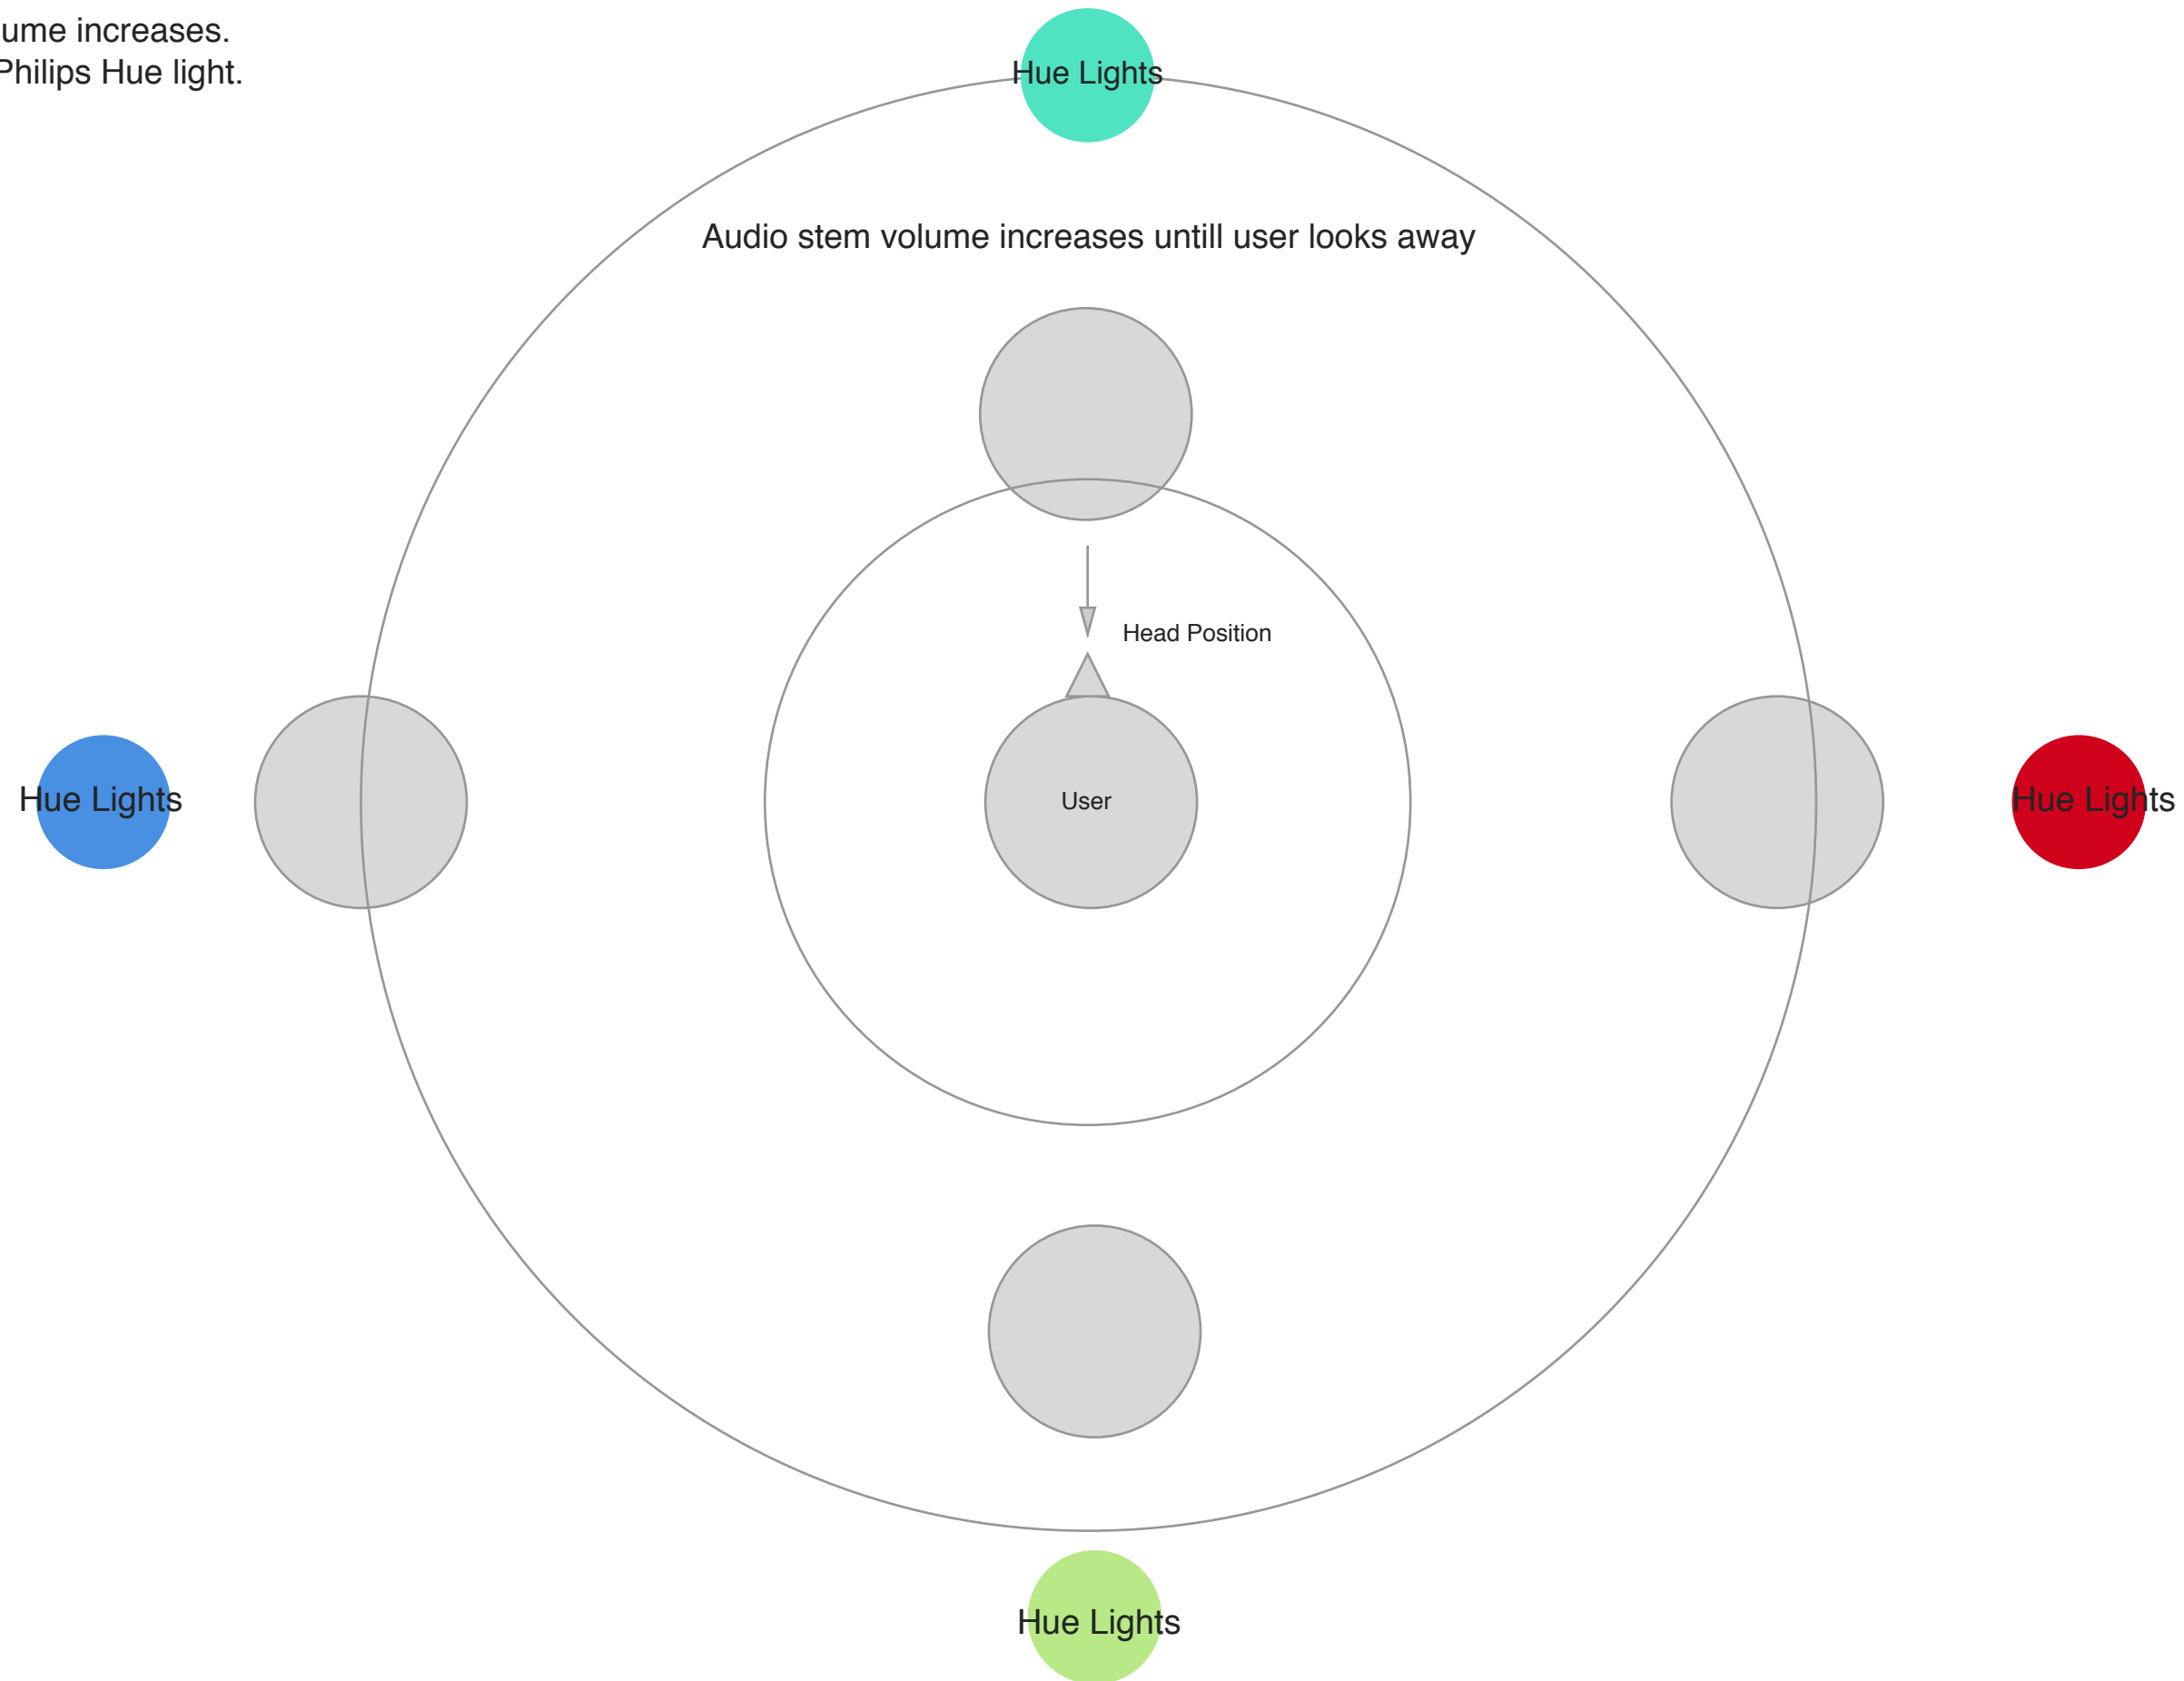 ume increases.
Philips Hue light.
Hue Lights
Audio stem volume increases untill user looks away
Head Position
Hue Lights
User
Hue Lights
Hue Lights